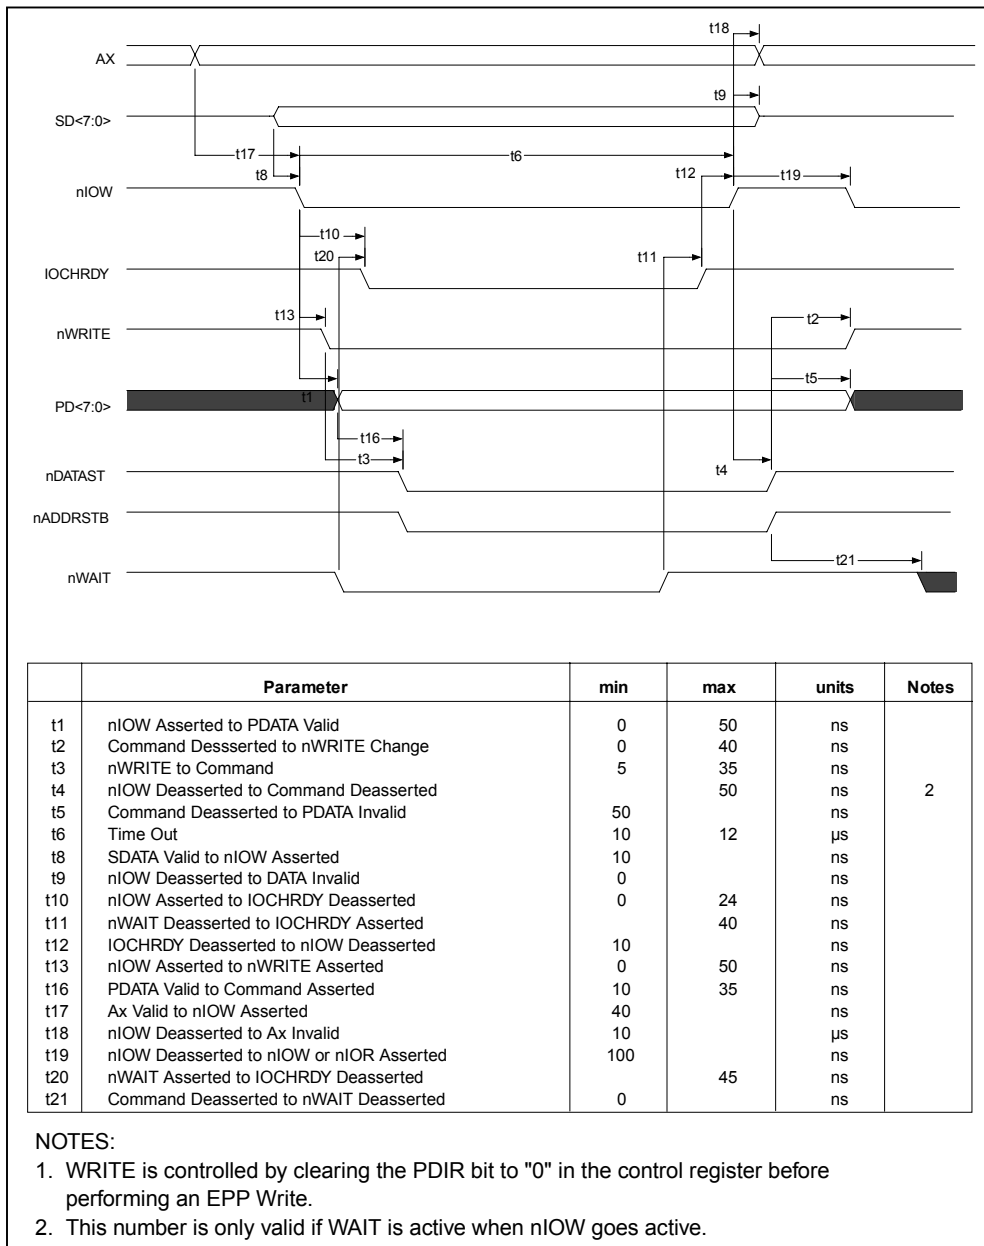 t18
AX
t9
SD<7:0>
t17
t6
t8
t12
t19
nIOW
t10
t20
t11
IOCHRDY
t13
t2
nWRITE
t5
t1
PD<7:0>
t16
t3
t4
nDATAST
nADDRSTB
t21
nWAIT
Parameter min max units Notes
t1 nIOW Asserted to PDATA Valid 0 50 ns
t2 Command Dessserted to nWRITE Change 0 40 ns
t3 nWRITE to Command 5 35 ns
t4 nIOW Deasserted to Command Deasserted 50 ns 2
t5 Command Deasserted to PDATA Invalid 50 ns
t6 Time Out 10 12 µs
t8 SDATA Valid to nIOW Asserted 10 ns
t9 nIOW Deasserted to DATA Invalid 0 ns
t10 nIOW Asserted to IOCHRDY Deasserted 0 24 ns
t11 nWAIT Deasserted to IOCHRDY Asserted 40 ns
t12 IOCHRDY Deasserted to nIOW Deasserted 10 ns
t13 nIOW Asserted to nWRITE Asserted 0 50 ns
t16 PDATA Valid to Command Asserted 10 35 ns
t17 Ax Valid to nIOW Asserted 40 ns
t18 nIOW Deasserted to Ax Invalid 10 µs
t19 nIOW Deasserted to nIOW or nIOR Asserted 100 ns
t20 nWAIT Asserted to IOCHRDY Deasserted 45 ns
t21 Command Deasserted to nWAIT Deasserted 0 ns
NOTES:
1. WRITE is controlled by clearing the PDIR bit to "0" in the control register before
performing an EPP Write.
2. This number is only valid if WAIT is active when nIOW goes active.